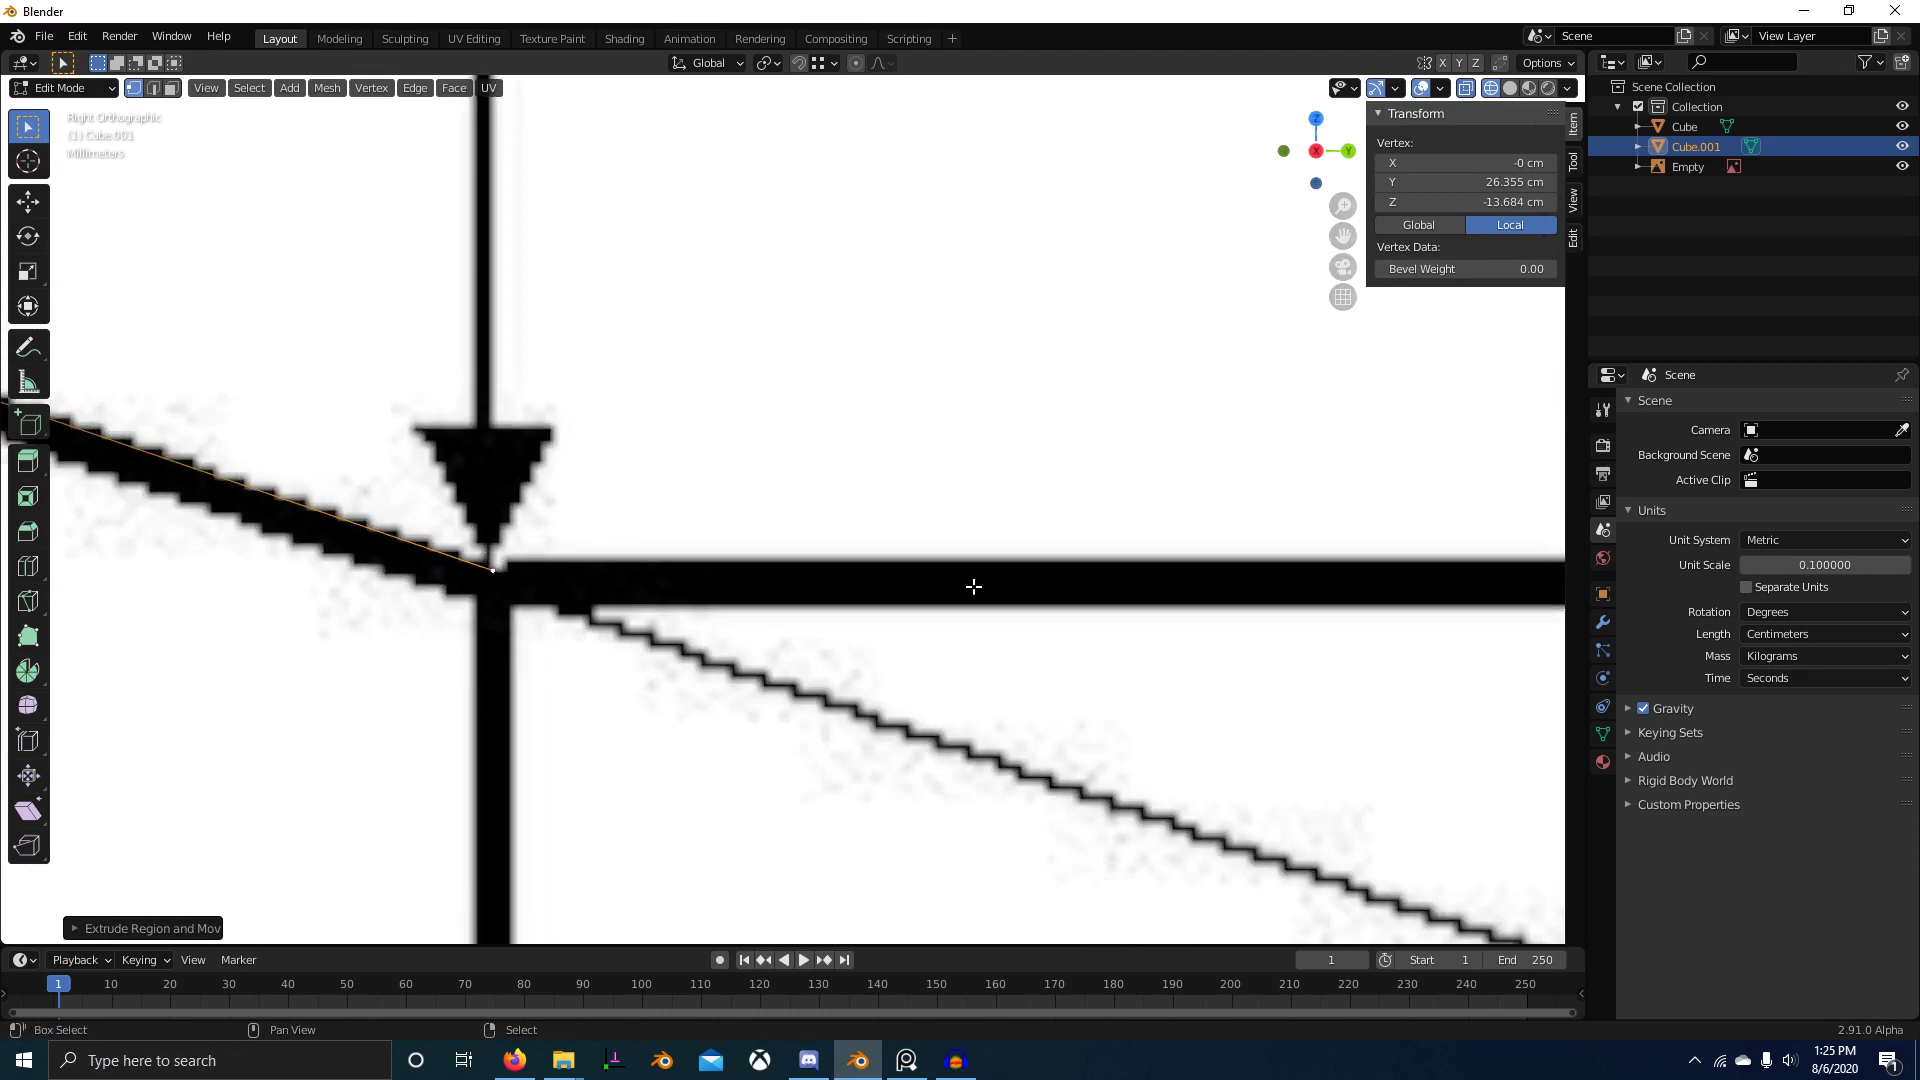 Blender
File Edit Render Window Help
Layout Modeling Sculpting UV Editing Texture Paint Shading Animation Rendering Compositing Scripting
Scene View Layer
Global X Y Z Options
Edit Mode View Select Add Mesh Vertex Edge Face UV
Right Orthographic
(1) Cube.001
Millimeters
Z
X
Y
Transform
Vertex:
X -0 cm
Y 26.355 cm
Z -13.684 cm
Global Local
Vertex Data:
Bevel Weight 0.00
Item
Tool
View
Edit
Scene Collection
Collection
Cube
Cube.001
Empty
Scene
Scene
Camera
Background Scene
Active Clip
Units
Unit System Metric
Unit Scale 0.100000
Separate Units
Rotation Degrees
Length Centimeters
Mass Kilograms
Time Seconds
Gravity
Keying Sets
Audio
Rigid Body World
Custom Properties
Extrude Region and Mov
Playback Keying View Marker
1 Start 1 End 250
1 10 20 30 40 50 60 70 80 90 100 110 120 130 140 150 160 170 180 190 200 210 220 230 240 250
Box Select Pan View Select
2.91.0 Alpha
Type here to search
1:25 PM
8/6/2020
1